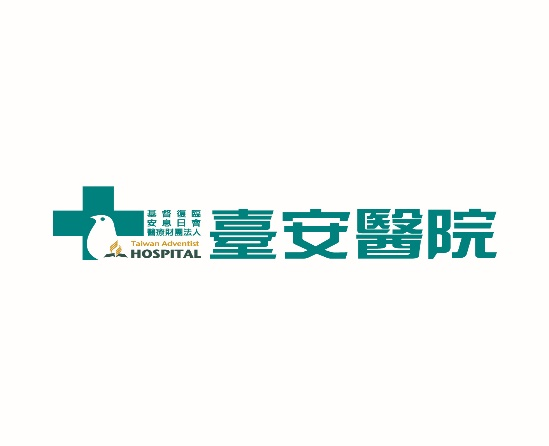 基督復臨
安息日會
醫療財團法人
Taiwan Adventist
HOSPITAL
臺安醫院